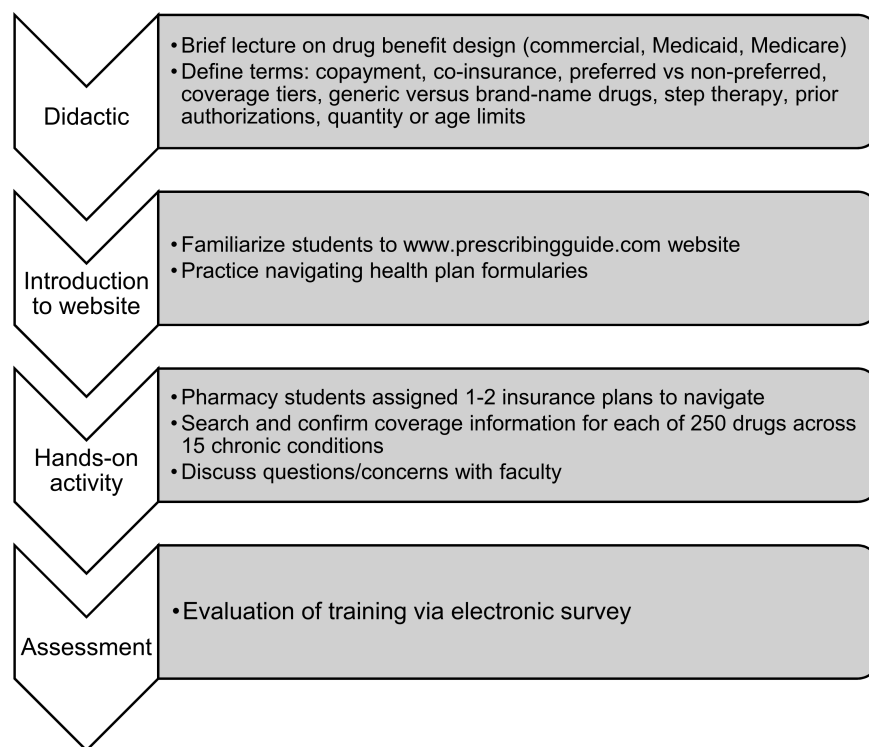 Didactic
•Brief lecture on drug benefit design (commercial, Medicaid, Medicare)
•Define terms: copayment, co-insurance, preferred vs non-preferred,
coverage tiers, generic versus brand-name drugs, step therapy, prior
authorizations, quantity or age limits
Introduction
to website
•Familiarize students to www.prescribingguide.com website
•Practice navigating health plan formularies
Hands-on
activity
•Pharmacy students assigned 1-2 insurance plans to navigate
•Search and confirm coverage information for each of 250 drugs across
15 chronic conditions
•Discuss questions/concerns with faculty
Assessment
•Evaluation of training via electronic survey